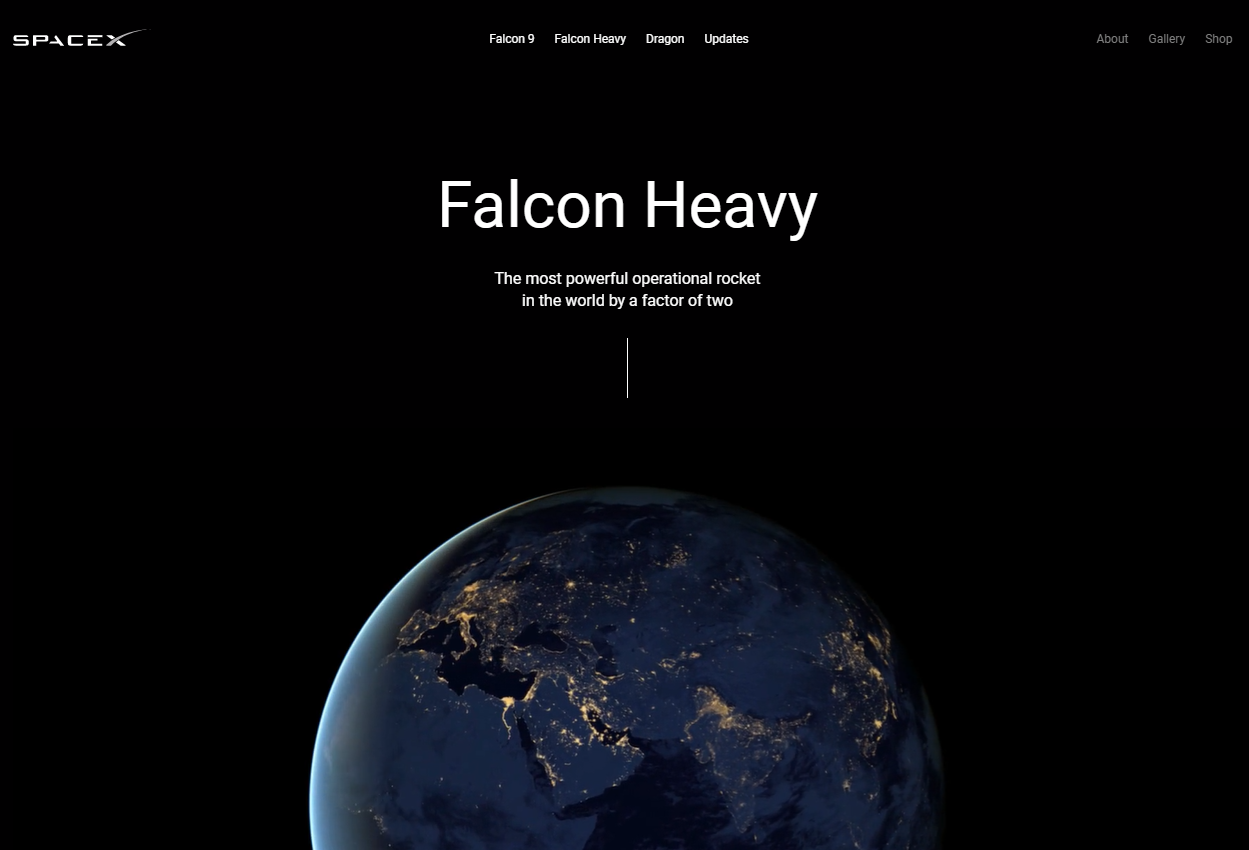 SPACEX
Falcon 9 Falcon Heavy Dragon Updates
About Gallery Shop
Falcon Heavy
The most powerful operational rocket
in the world by a factor of two